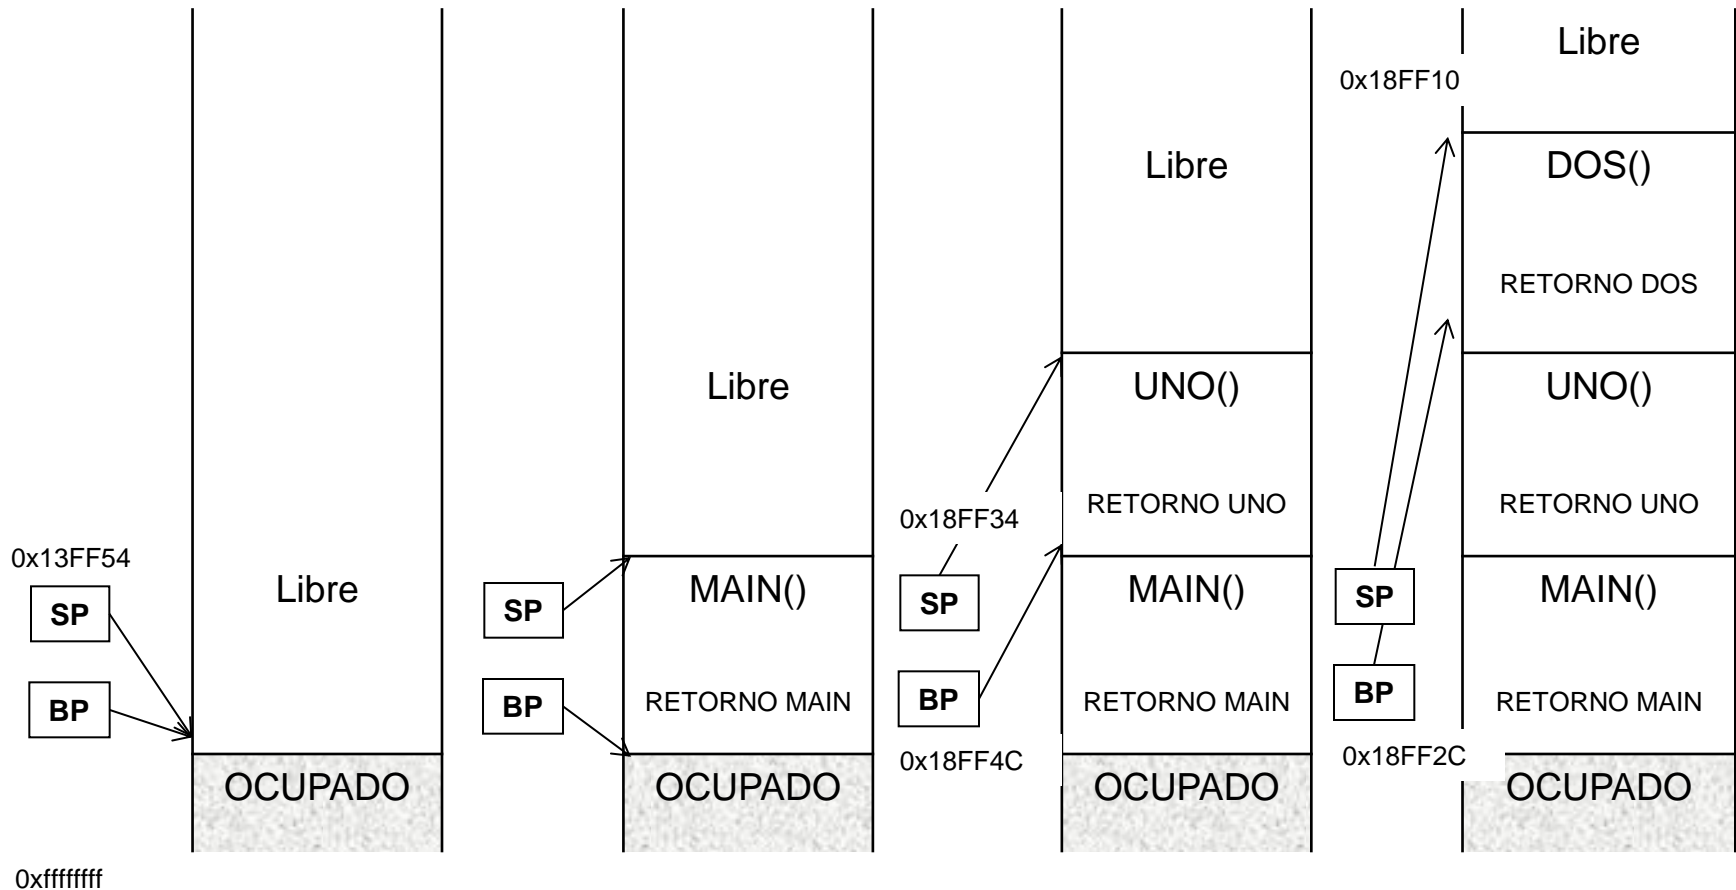 0x13FF54
SP
BP
Libre
OCUPADO
0xffffffff
SP
BP
Libre
MAIN()
RETORNO MAIN
OCUPADO
0x18FF34
SP
BP
0x18FF4C
Libre
UNO()
RETORNO UNO
MAIN()
RETORNO MAIN
OCUPADO
0x18FF10
SP
BP
0x18FF2C
Libre
DOS()
RETORNO DOS
UNO()
RETORNO UNO
MAIN()
RETORNO MAIN
OCUPADO